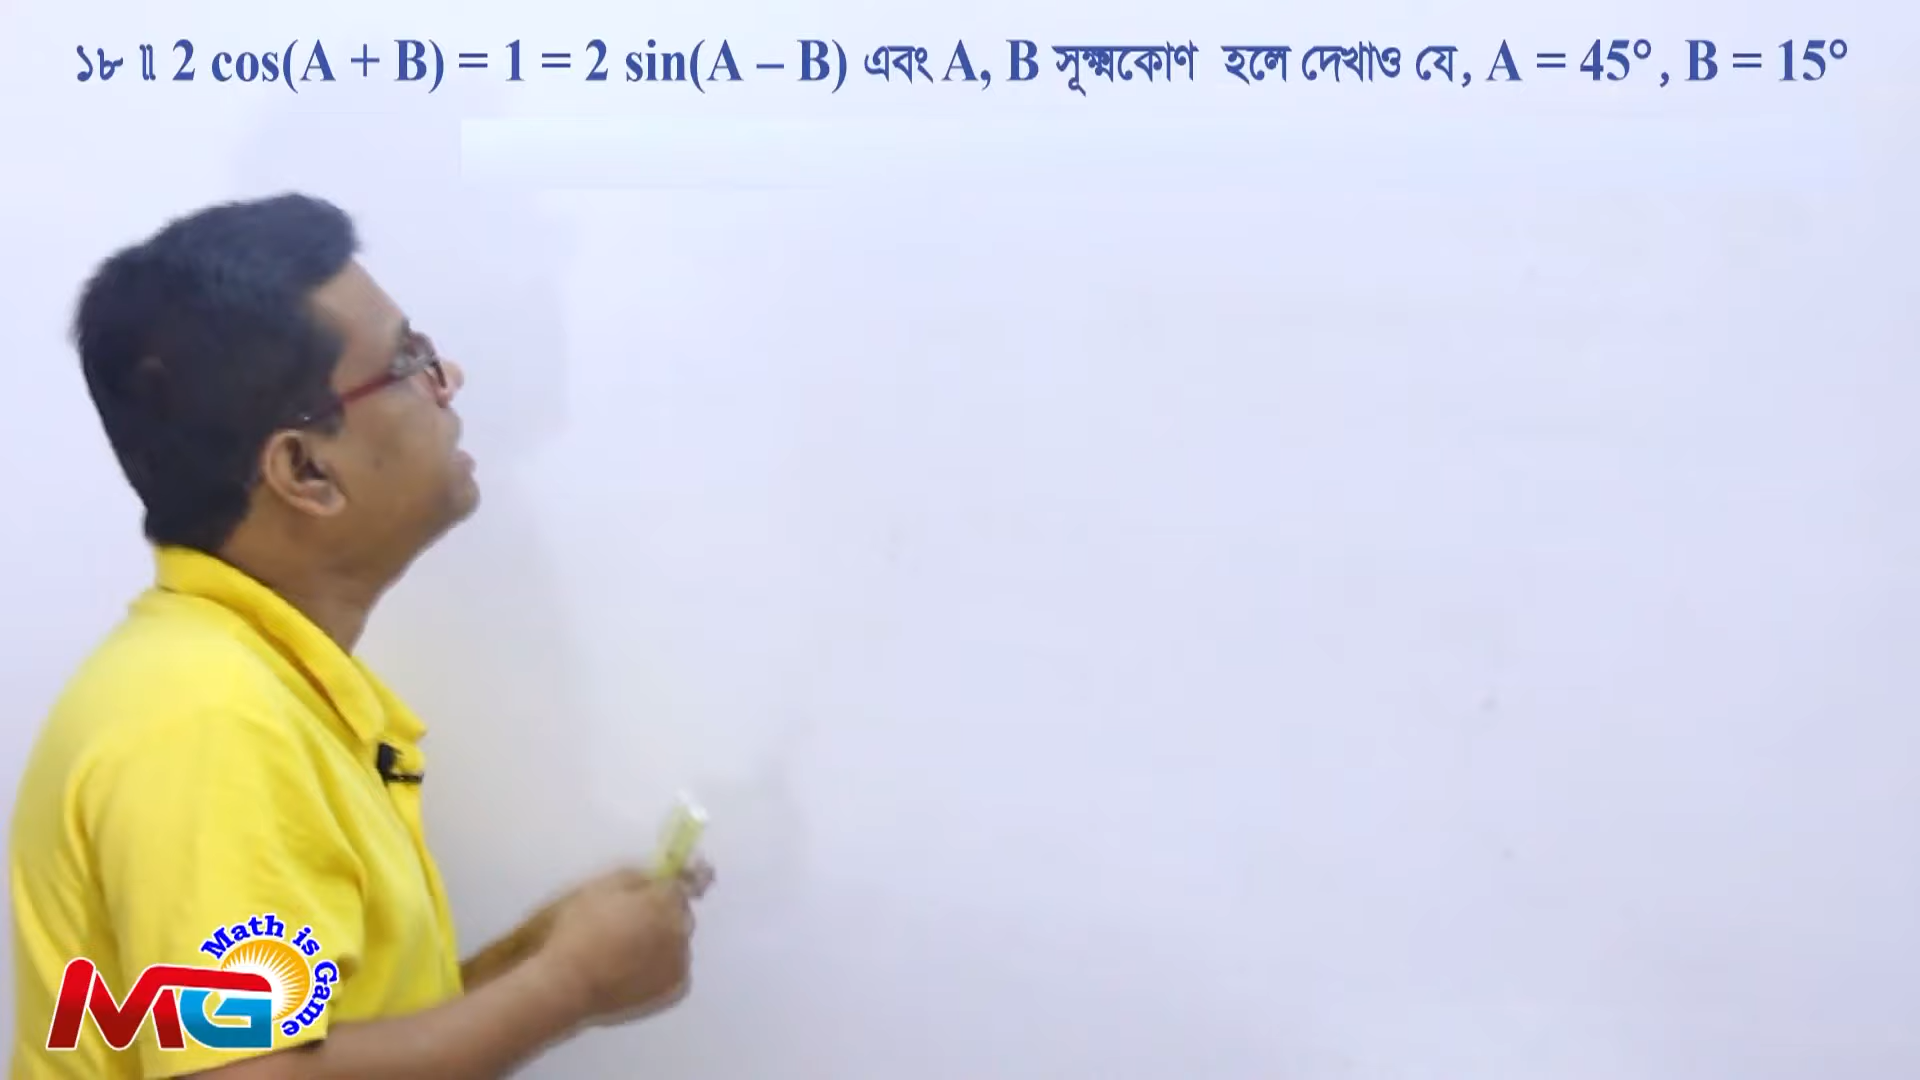 ১৮॥ 2 cos(A + B) = 1 = 2 sin(A – B) এবং A, B সূক্ষ্মকোণ হলে দেখাও যে, A = 45°, B = 15°
Math is Game
MG